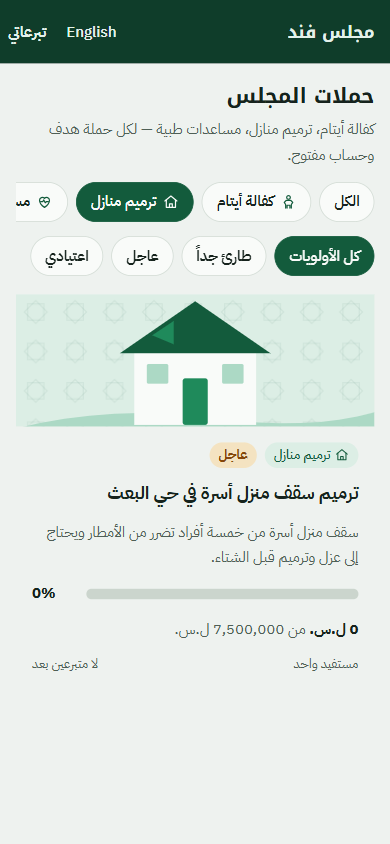 مجلس فند
English
تبرعاتي
حملات المجلس
كفالة أيتام، ترميم منازل، مساعدات طبية — لكل حملة هدف
وحساب مفتوح.
الكل
كفالة أيتام
ترميم منازل
كل الأولويات
طارئ جداً
عاجل
اعتيادي
ترميم منازل
عاجل
ترميم سقف منزل أسرة في حي البعث
سقف منزل أسرة من خمسة أفراد تضرر من الأمطار ويحتاج
إلى عزل وترميم قبل الشتاء.
0%
0 ل.س. من 7,500,000 ل.س.
مستفيد واحد
لا متبرعين بعد